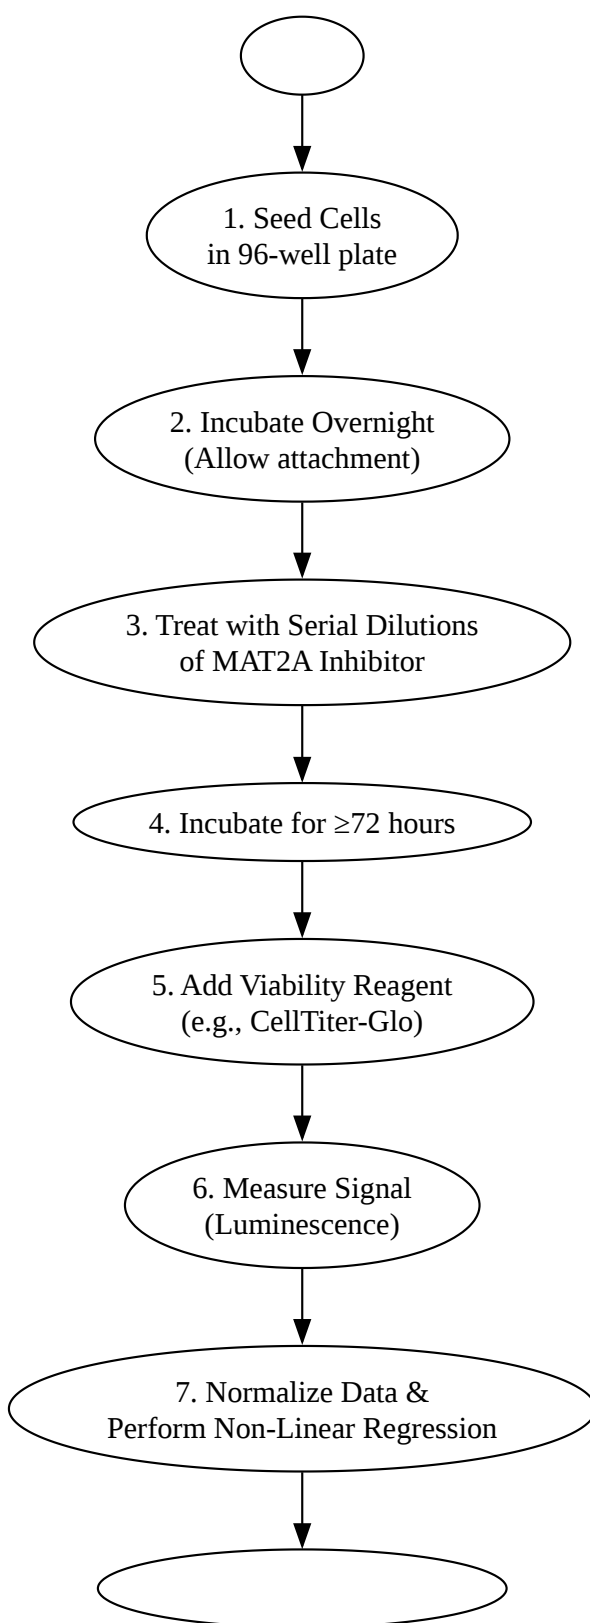 1. Seed Cells
in 96-well plate
2. Incubate Overnight
(Allow attachment)
3. Treat with Serial Dilutions
of MAT2A Inhibitor
4. Incubate for ≥72 hours
5. Add Viability Reagent
(e.g., CellTiter-Glo)
6. Measure Signal
(Luminescence)
7. Normalize Data &
Perform Non-Linear Regression